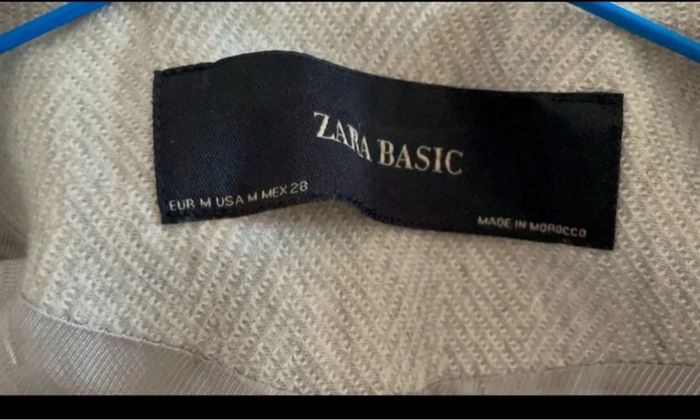 ZARA BASIC
EUR M USA M MEX 28
MADE IN MOROCCO